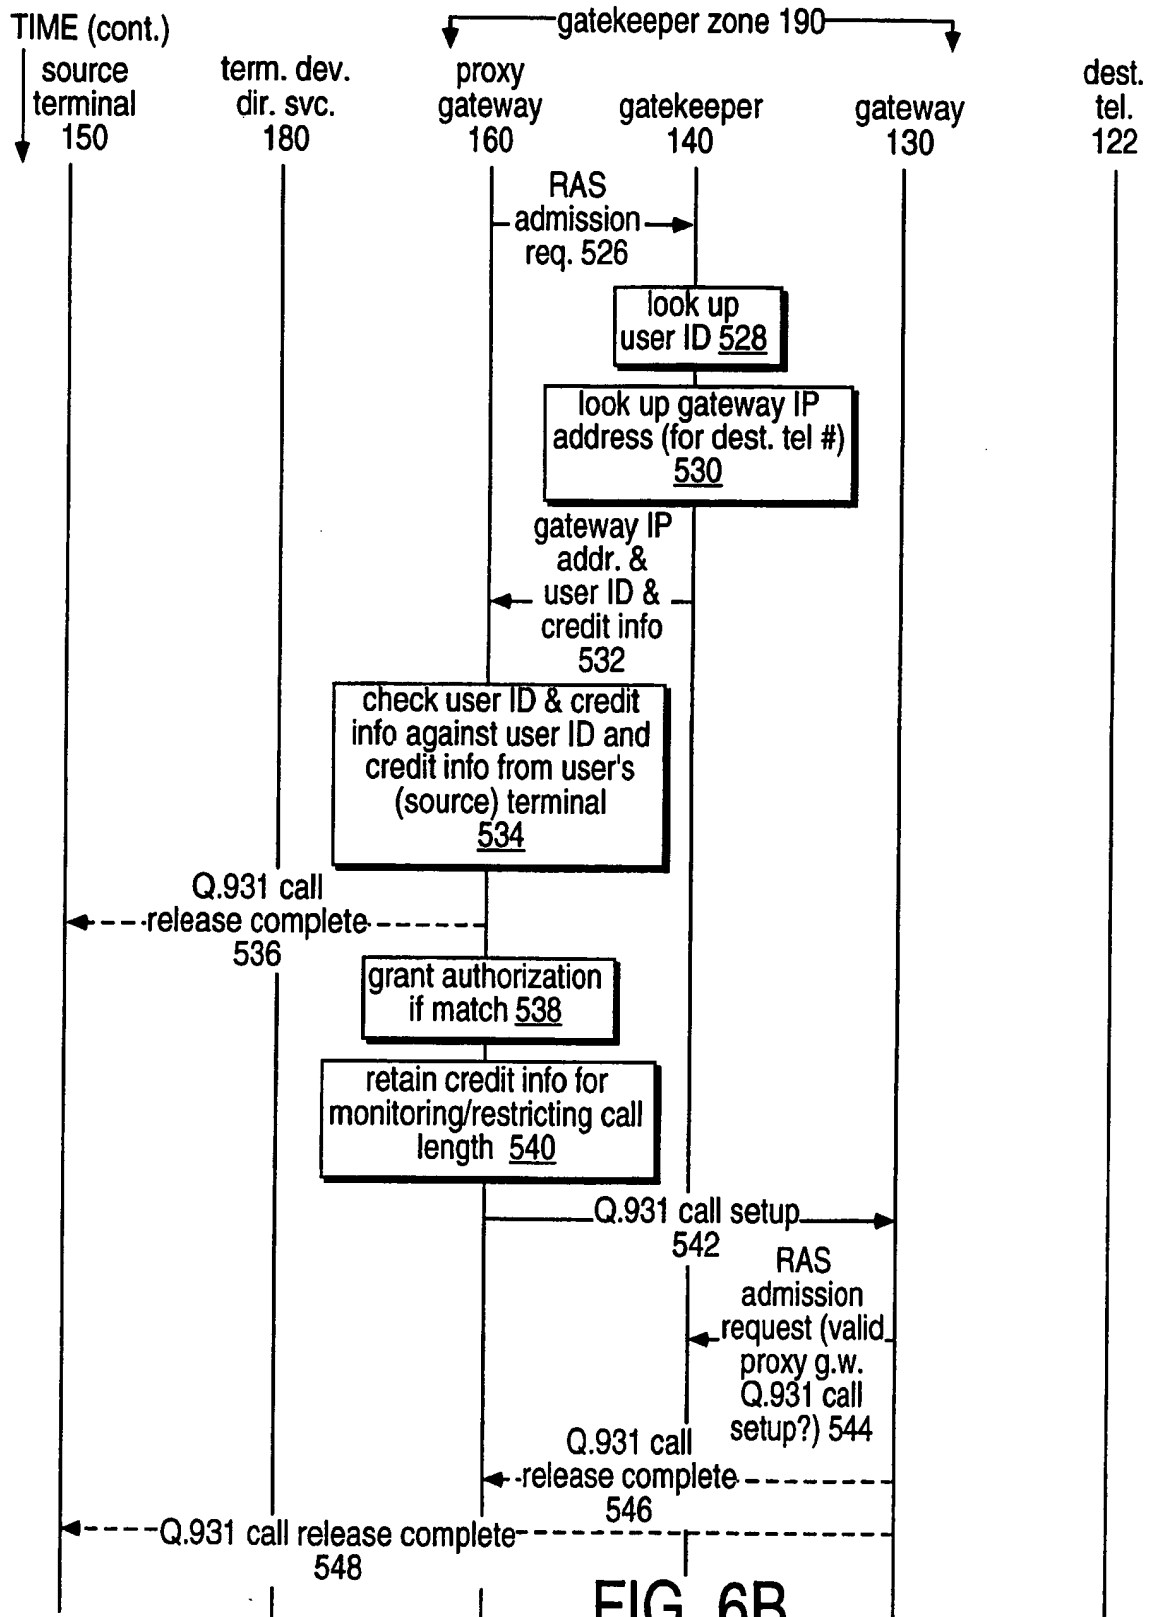 TIME (cont.)
gatekeeper zone 190
source
terminal
150
term. dev.
dir. svc.
180
proxy
gateway
160
gatekeeper
140
gateway
130
dest.
tel.
122
RAS
admission
req. 526
look up
user ID 528
look up gateway IP
address (for dest. tel #)
530
gateway IP
addr. &
user ID &
credit info
532
check user ID & credit
info against user ID and
credit info from user's
(source) terminal
534
Q.931 call
release complete
536
grant authorization
if match 538
retain credit info for
monitoring/restricting call
length 540
Q.931 call setup
542
RAS
admission
request (valid
proxy g.w.
Q.931 call
setup?) 544
Q.931 call
release complete
546
Q.931 call release complete
548
FIG. 6B